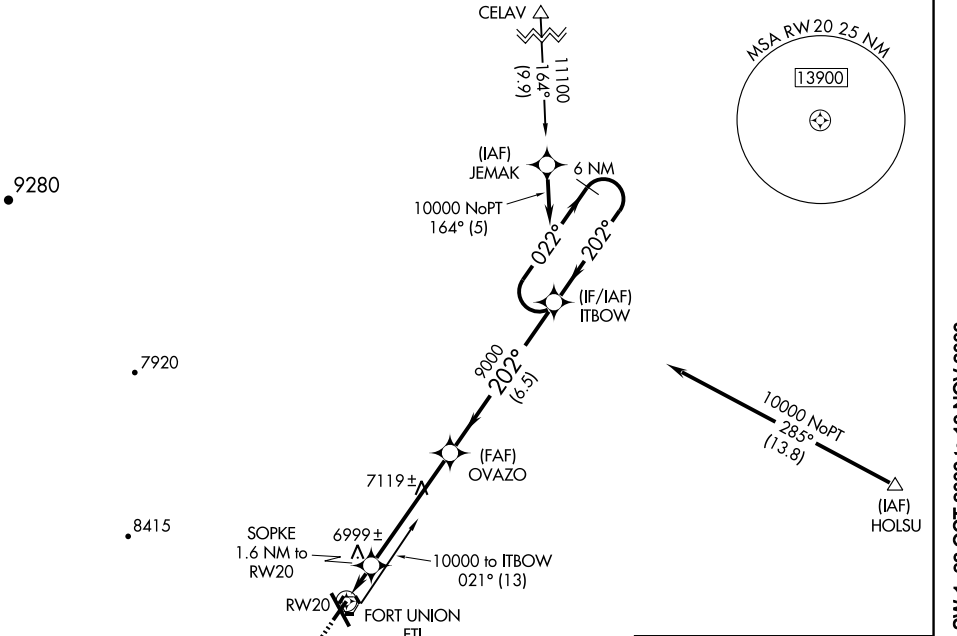 CELAV
11100
164°
(9.9)
MSA RW20 25 NM
13900
(IAF)
JEMAK
6 NM
9280
10000 NoPT
164° (5)
022°
202°
(IF/IAF)
ITBOW
9000
202°
(6.5)
7920
10000 NoPT
285°
(13.8)
(FAF)
OVAZO
7119±
(IAF)
HOLSU
8415
SOPKE
1.6 NM to
RW20
6999±
10000 to ITBOW
021° (13)
RW20
FORT UNION